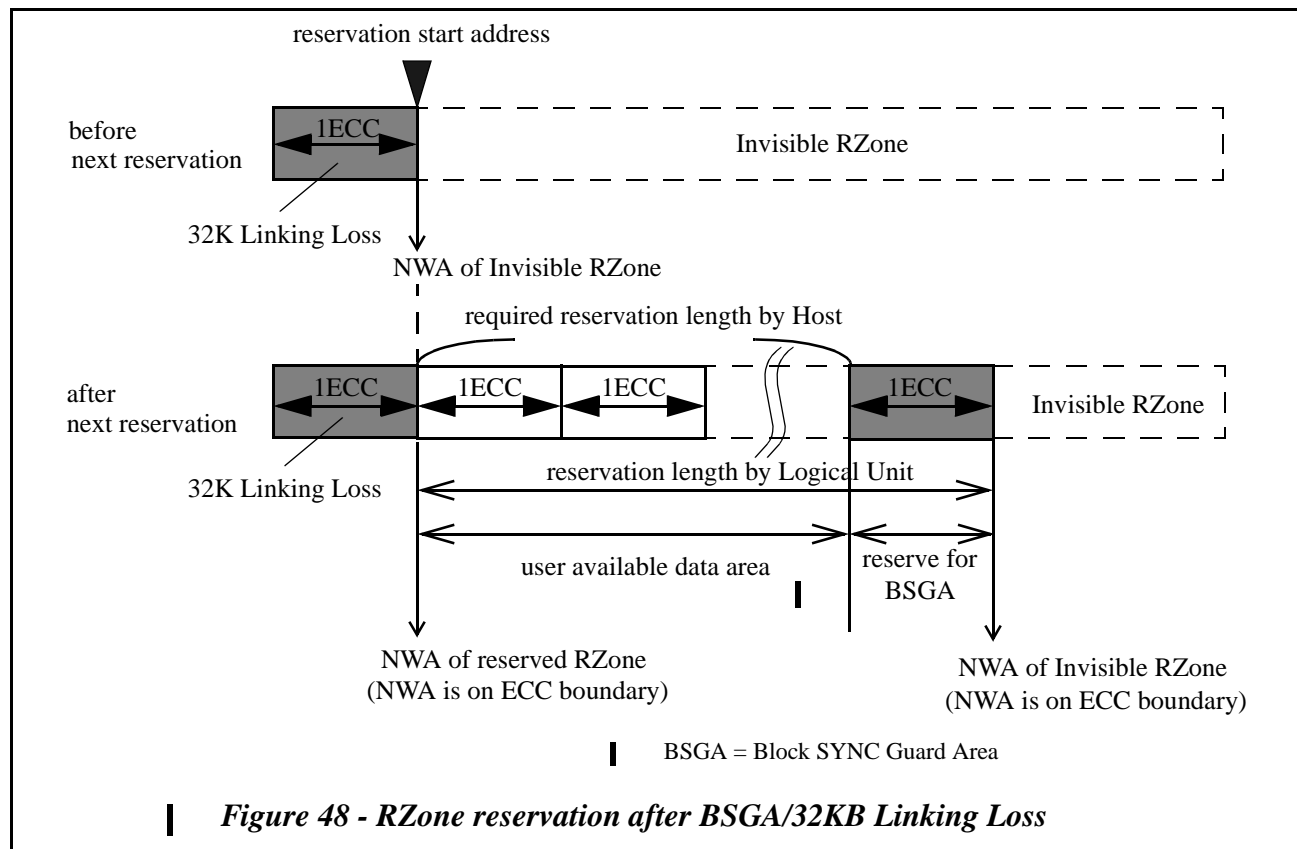 reservation start address
before
next reservation
1ECC
Invisible RZone
32K Linking Loss
NWA of Invisible RZone
required reservation length by Host
after
next reservation
1ECC
1ECC
1ECC
1ECC
Invisible RZone
32K Linking Loss
reservation length by Logical Unit
user available data area
reserve for
BSGA
NWA of reserved RZone
(NWA is on ECC boundary)
NWA of Invisible RZone
(NWA is on ECC boundary)
BSGA = Block SYNC Guard Area
Figure 48 - RZone reservation after BSGA/32KB Linking Loss